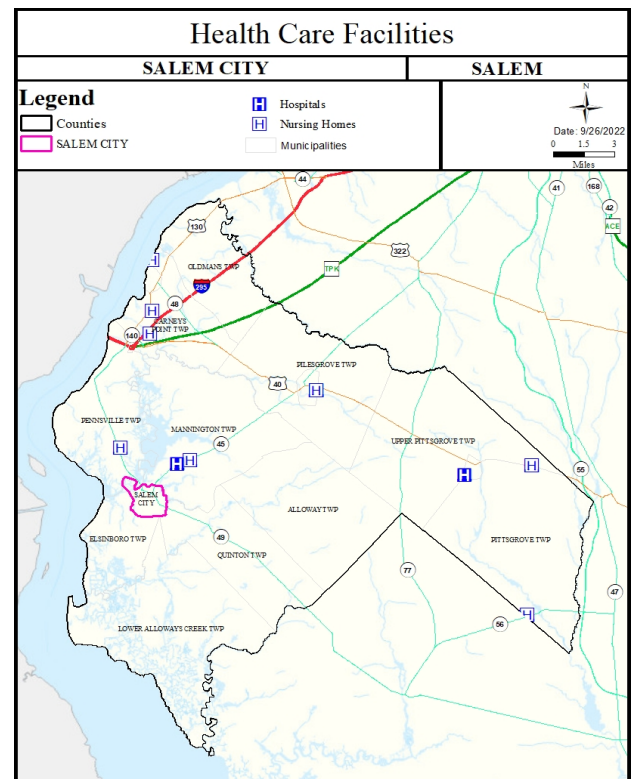 Health Care Facilities
SALEM CITY
SALEM
Legend
Counties
SALEM CITY
H Hospitals
H Nursing Homes
Municipalities
N
Date: 9/26/2022
0 1.5 3
Miles
44
41
168
42
ACE
130
322
OLDMANS TWP
TPK
295
48
H
H
CARNEYS
POINT TWP
140
H
PILESGROVE TWP
40
H
PENNSVILLE TWP
MANNINGTON TWP
45
UPPER PITTSGROVE TWP
H
H
H
H
H
55
SALEM
CITY
ALLOWAY TWP
49
ELSINBORO TWP
PITTSGROVE TWP
QUINTON TWP
77
47
H
56
LOWER ALLOWAYS CREEK TWP